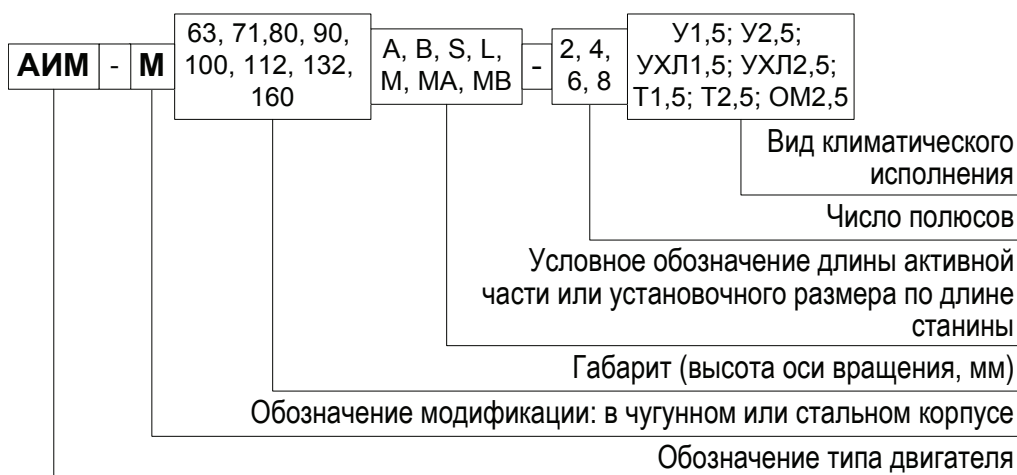 АИМ - М
63, 71,80, 90,
100, 112, 132,
160
A, B, S, L,
M, MA, MB
-
2, 4,
6, 8
У1,5; У2,5;
УХЛ1,5; УХЛ2,5;
Т1,5; Т2,5; ОМ2,5
Вид климатического
исполнения
Число полюсов
Условное обозначение длины активной
части или установочного размера по длине
станины
Габарит (высота оси вращения, мм)
Обозначение модификации: в чугунном или стальном корпусе
Обозначение типа двигателя